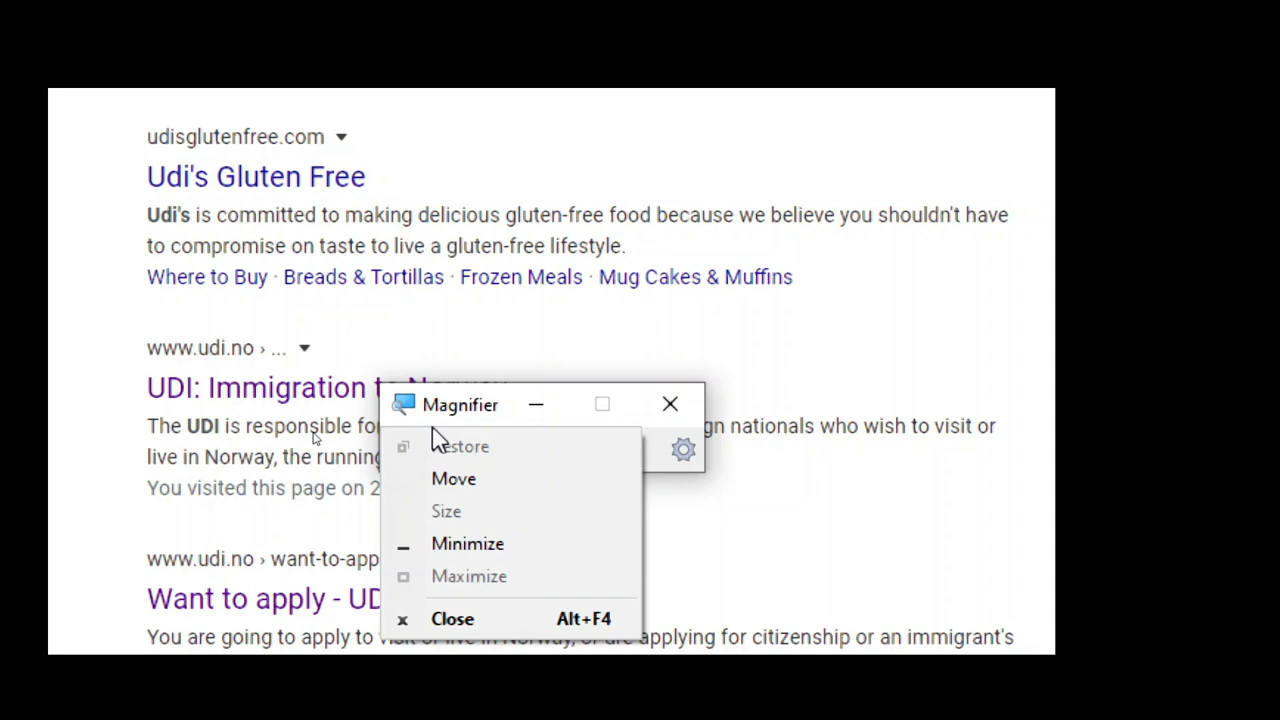 udisglutenfree.com
Udi's Gluten Free
Udi's is committed to making delicious gluten-free food because we believe you shouldn't have
to compromise on taste to live a gluten-free lifestyle.
Where to Buy · Breads & Tortillas · Frozen Meals · Mug Cakes & Muffins
www.udi.no › ...
UDI: Immigration
The UDI is responsible nationals who wish to visit or
live in Norway, the running
You visited this page on 2
www.udi.no › want-to-app
Want to apply - UD
You are going to apply to visit or live in Norway, or are applying for citizenship or an immigrant's
Magnifier
Move
Size
Minimize
Maximize
Close Alt+F4